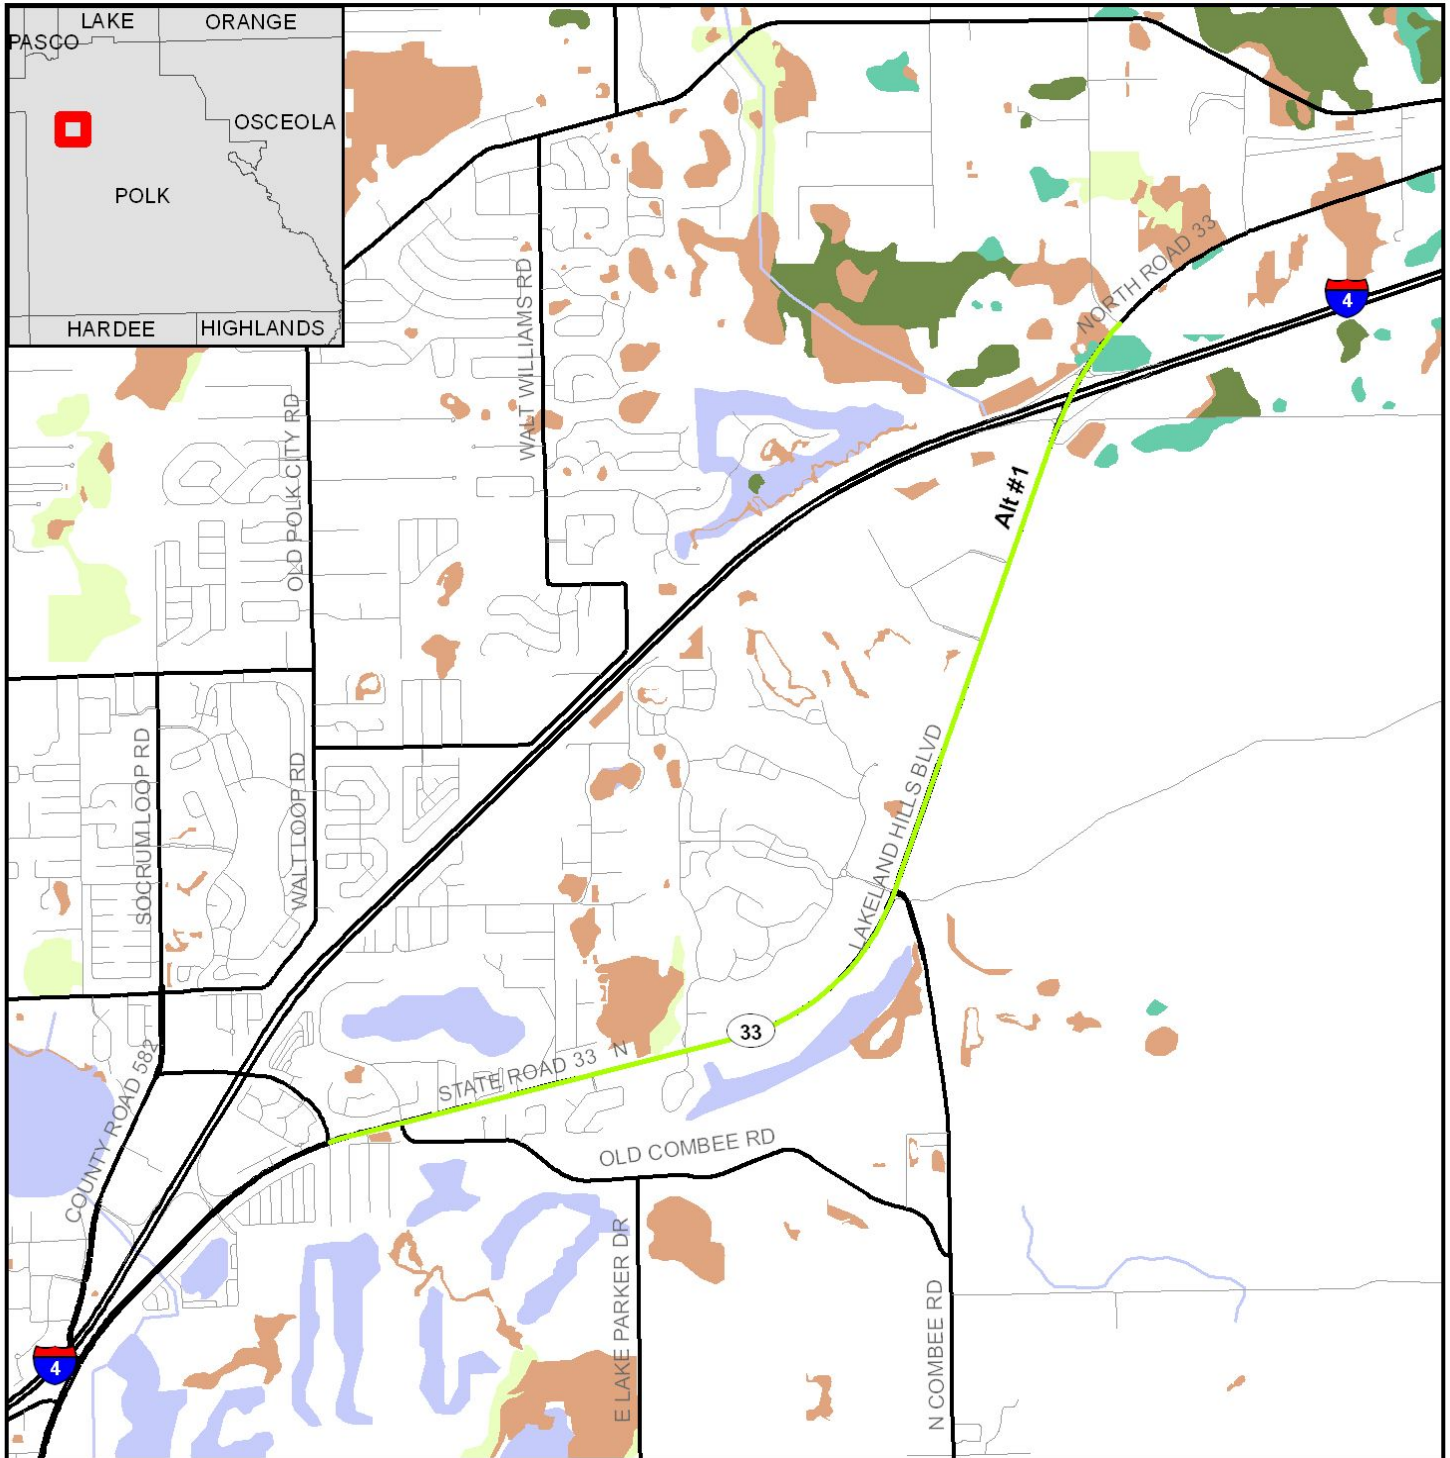 LAKE
ORANGE
PASCO
OSCEOLA
POLK
HARDEE
HIGHLANDS
WALT WILLIAMS RD
NORTH ROAD 33
4
OLD POLK CITY RD
Alt #1
SOCRUM LOOP RD
WALT LOOP RD
LAKELAND HILLS BLVD
33
STATE ROAD 33 N
COUNTY ROAD 582
OLD COMBEE RD
E LAKE PARKER DR
N COMBEE RD
4